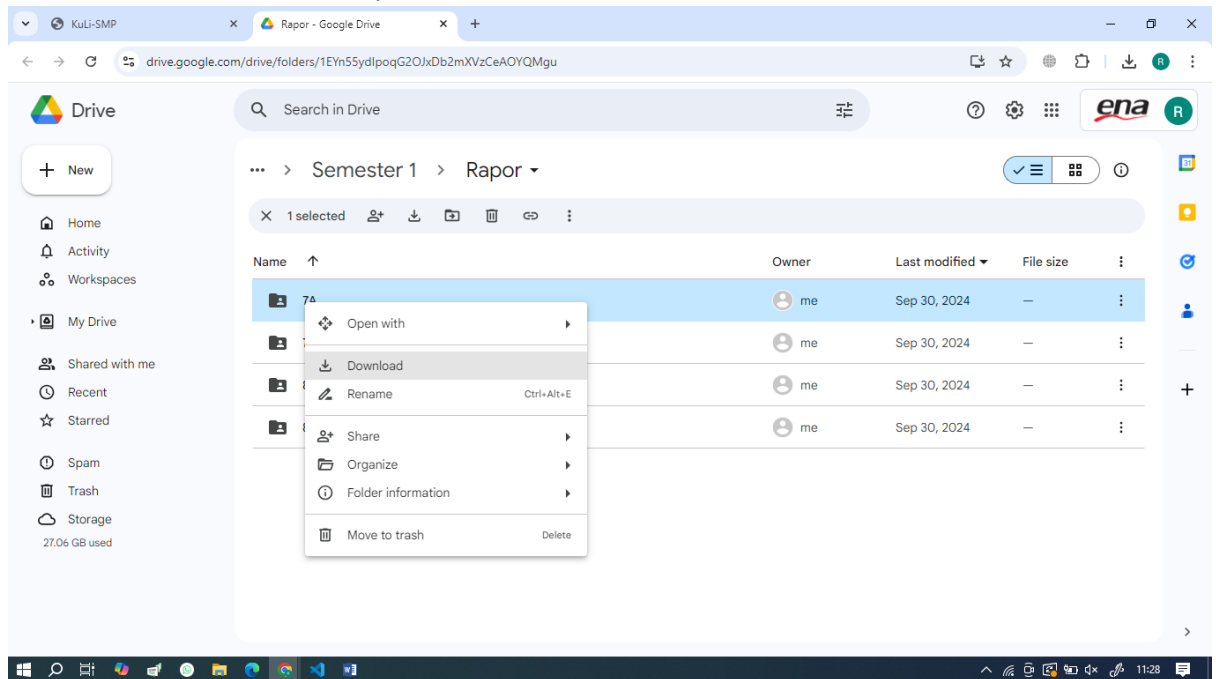 KuLi-SMP
Rapor - Google Drive
drive.google.com/drive/folders/1EYn55ydIpoqG2OJxDb2mXVzCeAOYQMgu
R
Drive
Search in Drive
ena
R
New
Semester 1 > Rapor
31
1 selected
Home
Activity
Workspaces
My Drive
Shared with me
Recent
Starred
Spam
Trash
Storage
27.06 GB used
Name Owner Last modified File size
7A me Sep 30, 2024 —
me Sep 30, 2024 —
me Sep 30, 2024 —
me Sep 30, 2024 —
Open with
Download
Rename Ctrl+Alt+E
Share
Organize
Folder information
Move to trash Delete
11:28